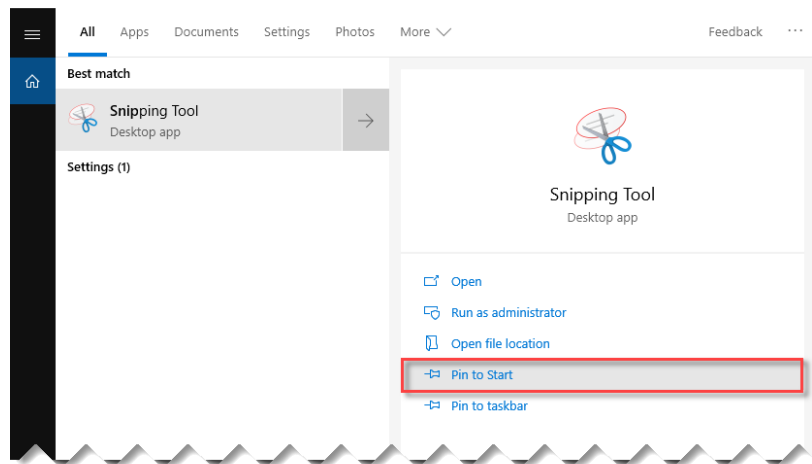 All Apps Documents Settings Photos More Feedback ...
Best match
Snipping Tool
Desktop app
Settings (1)
Snipping Tool
Desktop app
Open
Run as administrator
Open file location
Pin to Start
Pin to taskbar